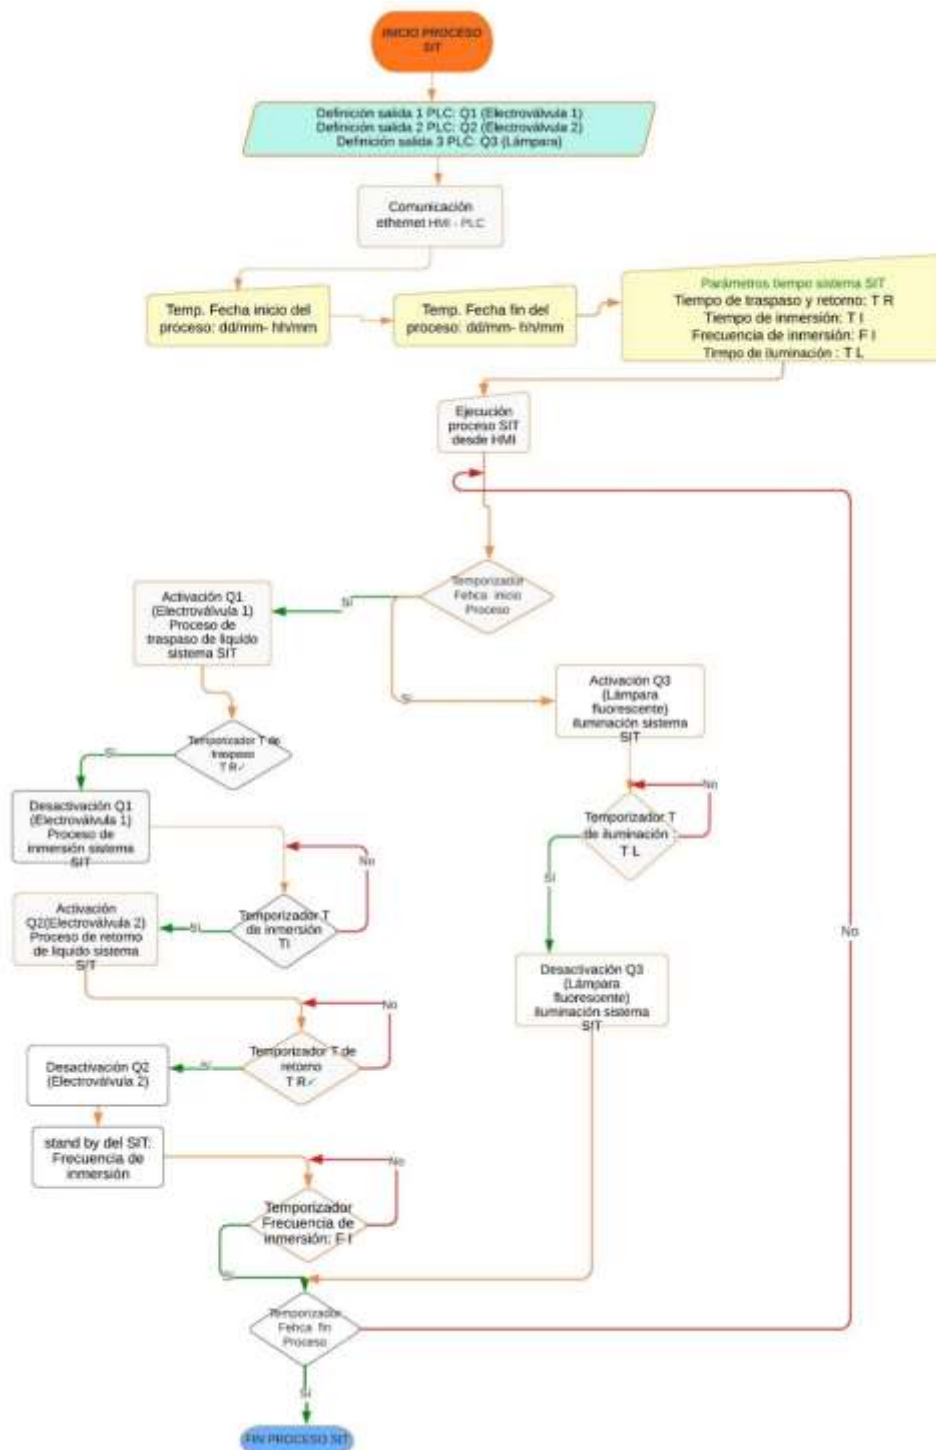 INICIO PROCESO
SIT
Definición salida 1 PLC: Q1 (Electroválvula 1)
Definición salida 2 PLC: Q2 (Electroválvula 2)
Definición salida 3 PLC: Q3 (Lámpara)
Comunicación
ethernet HMI - PLC
Temp. Fecha inicio del
proceso: dd/mm- hh/mm
Temp. Fecha fin del
proceso: dd/mm- hh/mm
Parámetros tiempo sistema SIT
Tiempo de traspaso y retorno: T R
Tiempo de inmersión: T I
Frecuencia de inmersión: F I
Tiempo de iluminación : T L
Ejecución
proceso SIT
desde HMI
Temporizador
Fehca inicio
Proceso
Si
Activación Q1
(Electroválvula 1)
Proceso de
traspaso de liquido
sistema SIT
Si
Activación Q3
(Lámpara
fluorescente)
iluminación sistema
SIT
Temporizador T de
traspaso
T R✓
Si
Desactivación Q1
(Electroválvula 1)
Proceso de
inmersión sistema
SIT
No
Temporizador T
de iluminación :
T L
Si
No
Temporizador T
de inmersión
TI
Si
Activación
Q2(Electroválvula 2)
Proceso de retorno
de liquido sistema
SIT
No
Desactivación Q3
(Lámpara
fluorescente)
iluminación sistema
SIT
No
Temporizador T de
retorno
T R✓
Si
Desactivación Q2
(Electroválvula 2)
stand by del SIT:
Frecuencia de
inmersión
No
Temporizador
Frecuencia de
inmersión: F I
Si
Temporizador
Fehca fin
Proceso
Si
FIN PROCESO SIT